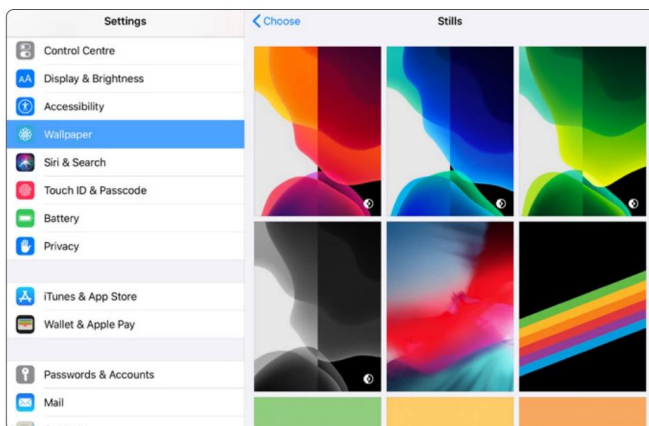 Settings
Control Centre
AA Display & Brightness
Accessibility
Wallpaper
Siri & Search
Touch ID & Passcode
Battery
Privacy
iTunes & App Store
Wallet & Apple Pay
Passwords & Accounts
Mail
Choose
Stills